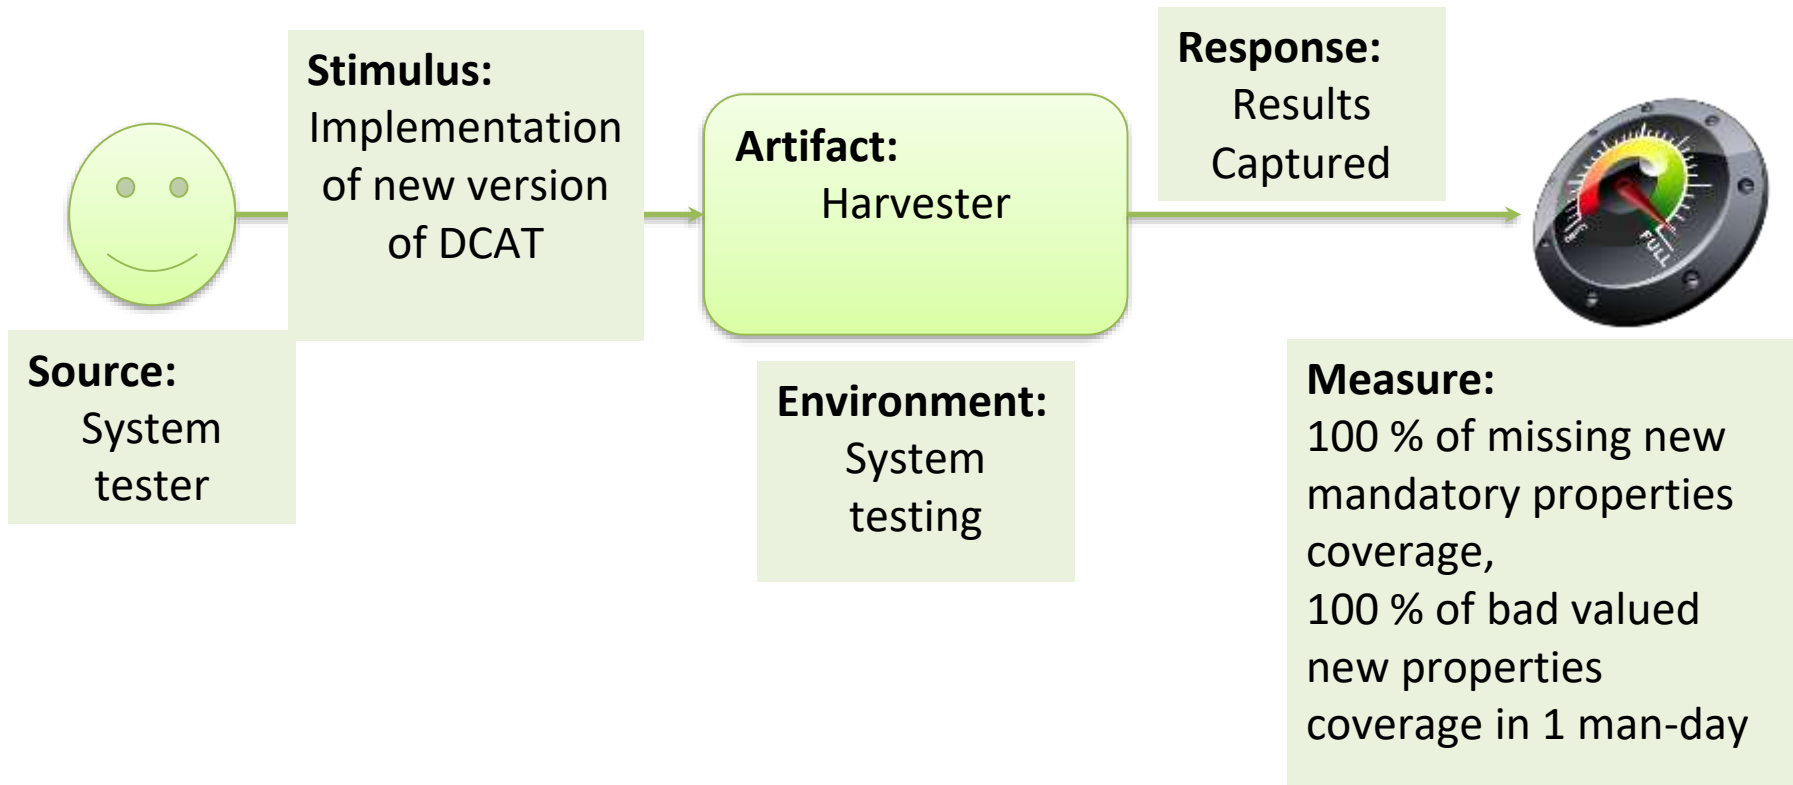 Stimulus:
Implementation
of new version
of DCAT
Response:
Results
Captured
Artifact:
Harvester
FULL
Source:
System
tester
Environment:
System
testing
Measure:
100 % of missing new
mandatory properties
coverage,
100 % of bad valued
new properties
coverage in 1 man-day